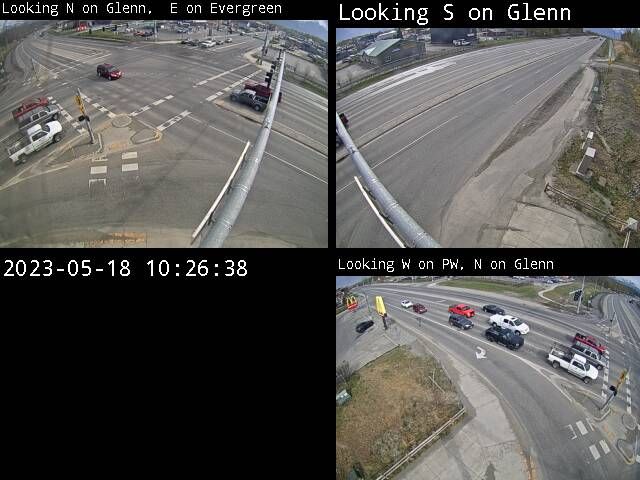 Looking N on Glenn,  E on Evergreen
Looking S on Glenn
2023-05-18 10:26:38
Looking W on PW, N on Glenn